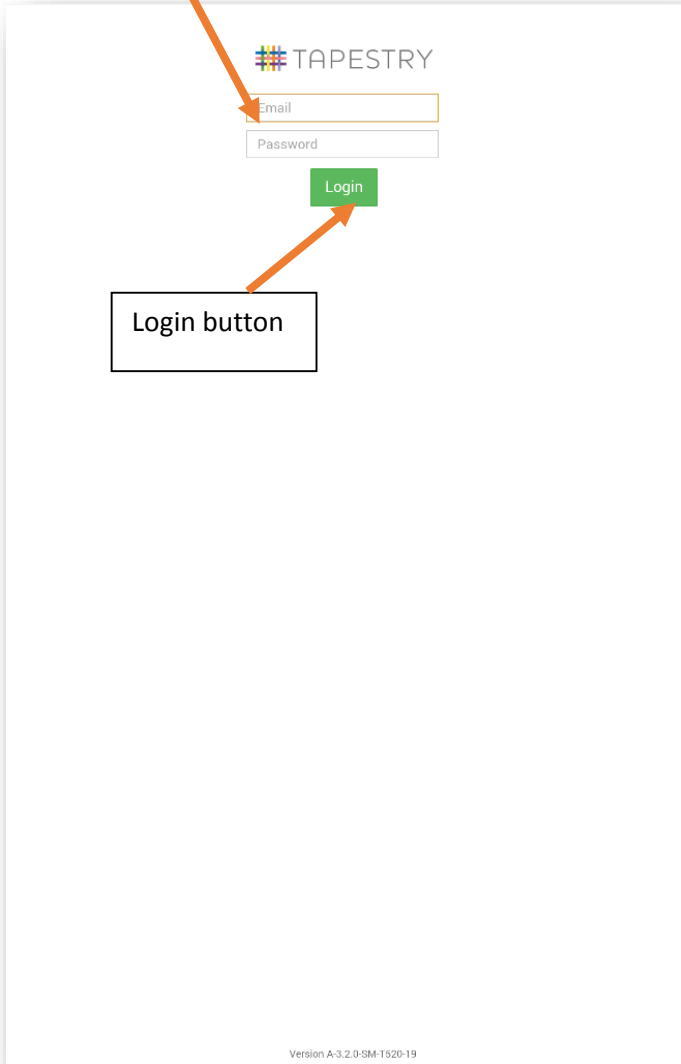 TAPESTRY
Email
Password
Login
Login button
Version A-3.2.0-SM-T520-19